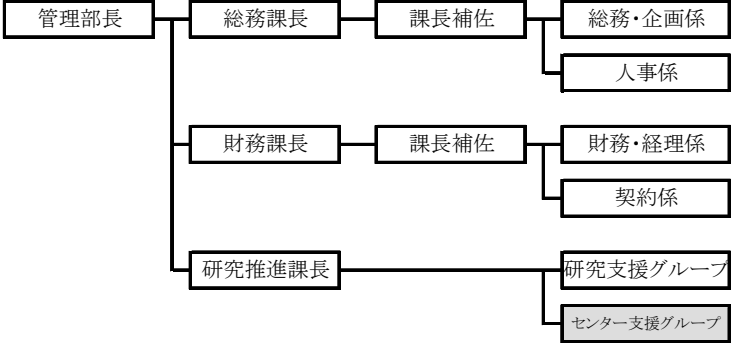 管理部長
総務課長
課長補佐
総務・企画係
人事係
財務課長
課長補佐
財務・経理係
契約係
研究推進課長
研究支援グループ
センター支援グループ